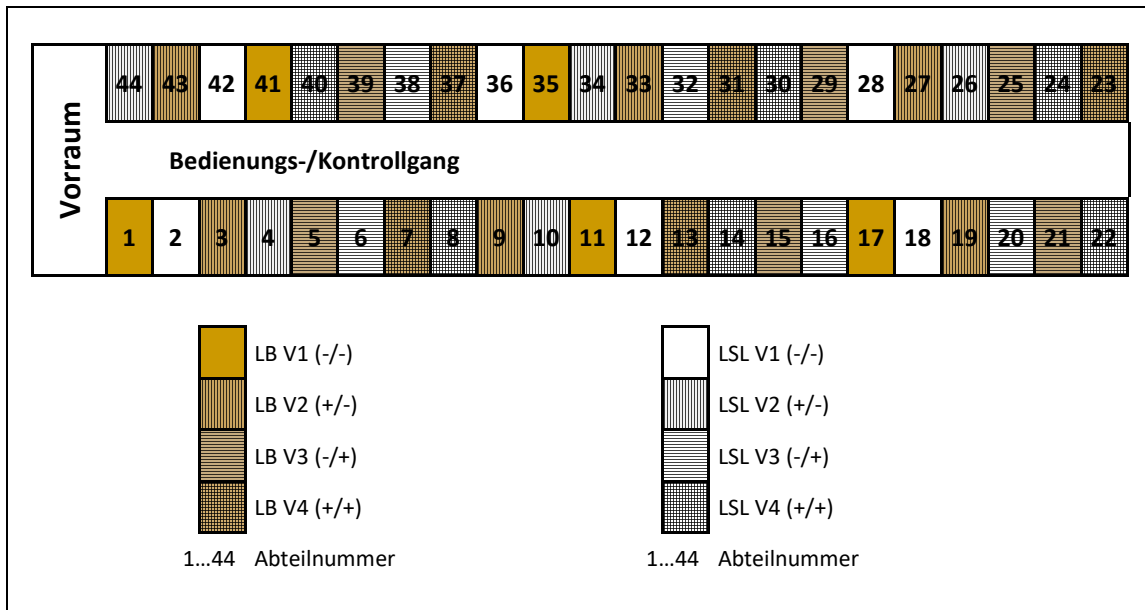 44 43 42 41 40 39 38 37 36 35 34 33 32 31 30 29 28 27 26 25 24 23
Vorraum
Bedienungs-/Kontrollgang
1 2 3 4 5 6 7 8 9 10 11 12 13 14 15 16 17 18 19 20 21 22
LB V1 (-/-)
LB V2 (+/-)
LB V3 (-/+)
LB V4 (+/+)
1...44 Abteilnummer
LSL V1 (-/-)
LSL V2 (+/-)
LSL V3 (-/+)
LSL V4 (+/+)
1...44 Abteilnummer